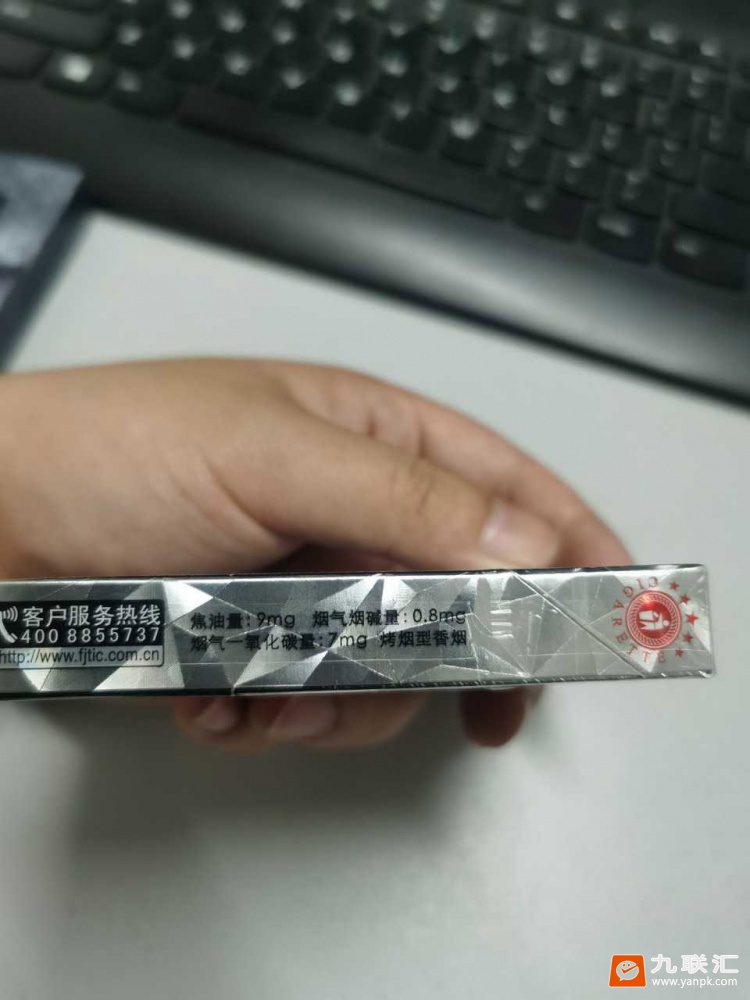 客户服务热线
400 8855737
http://www.fjtic.com.cn
焦油量:9mg 烟气烟碱量:0.8mg
烟气一氧化碳量:7mg 烤烟型香烟
CIGARETTE
九联汇
www.yanpk.com